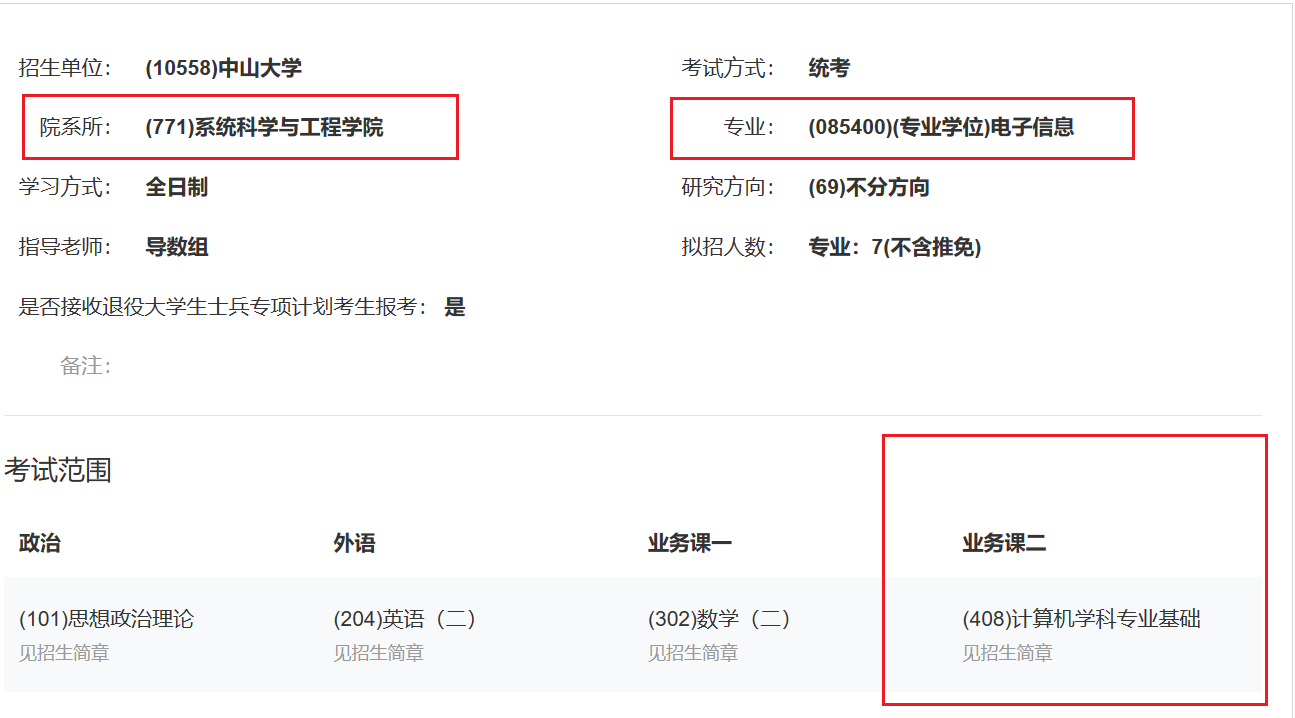 招生单位： (10558)中山大学 考试方式： 统考
院系所： (771)系统科学与工程学院 专业： (085400)(专业学位)电子信息
学习方式： 全日制 研究方向： (69)不分方向
指导老师： 导数组 拟招人数： 专业：7(不含推免)
是否接收退役大学生士兵专项计划考生报考： 是
备注：
考试范围
政治 外语 业务课一 业务课二
(101)思想政治理论 (204)英语（二） (302)数学（二） (408)计算机学科专业基础
见招生简章 见招生简章 见招生简章 见招生简章